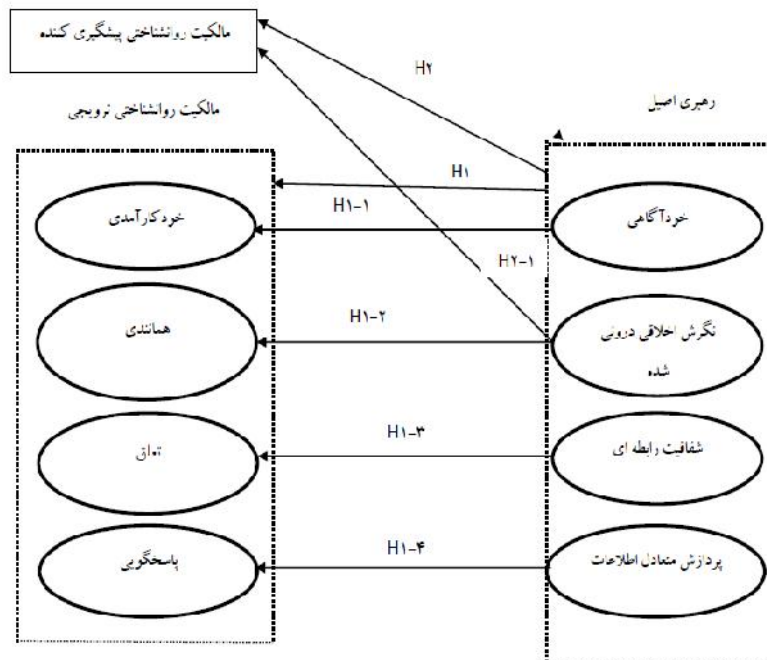 مالکیت روانشناختی پیشگیری کننده
H۲
رهبری اصیل
مالکیت روانشناختی ترویجی
H۱
خودآگاهی
خودکارآمدی
H۱-۱
H۲-۱
نگرش اخلاقی درونی
شده
همانندی
H۱-۲
شفافیت رابطه ای
تعلق
H۱-۳
پردازش متعادل اطلاعات
پاسخگویی
H۱-۴